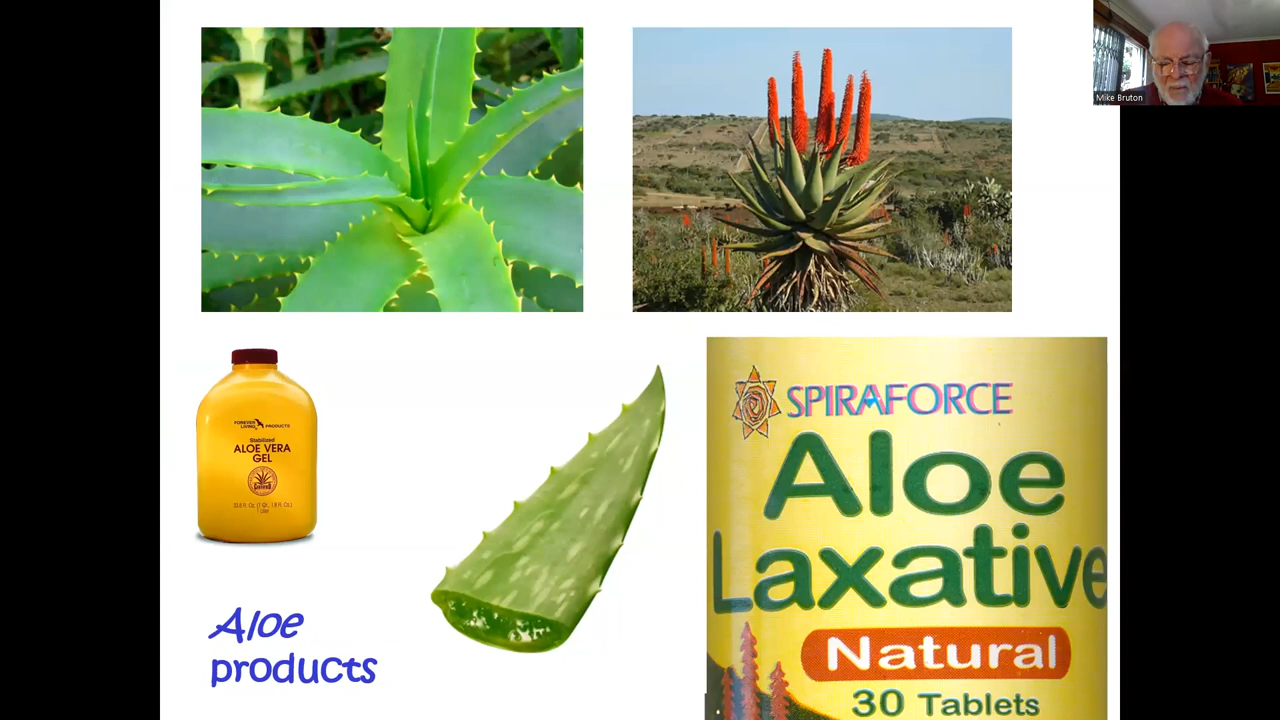 Mike Bruton
FOREVER
LIVING PRODUCTS
Stabilized
ALOE VERA
GEL
Aloe
products
SPIRAFORCE
Aloe
Laxative
Natural
30 Tablets